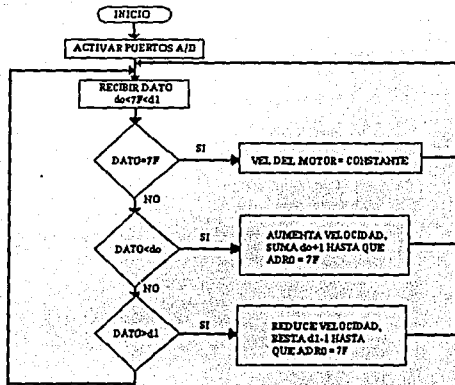 INICIO
ACTIVAR PUERTOS A/D
RECIBIR DATO
do<7F<d1
DATO=7F
SI
VEL DEL MOTOR = CONSTANTE
NO
DATO<do
SI
AUMENTA VELOCIDAD,
SUMA do+1 HASTA QUE
ADR0 = 7F
NO
DATO>d1
SI
REDUCE VELOCIDAD,
RESTA d1-1 HASTA
QUE ADR0 = 7F